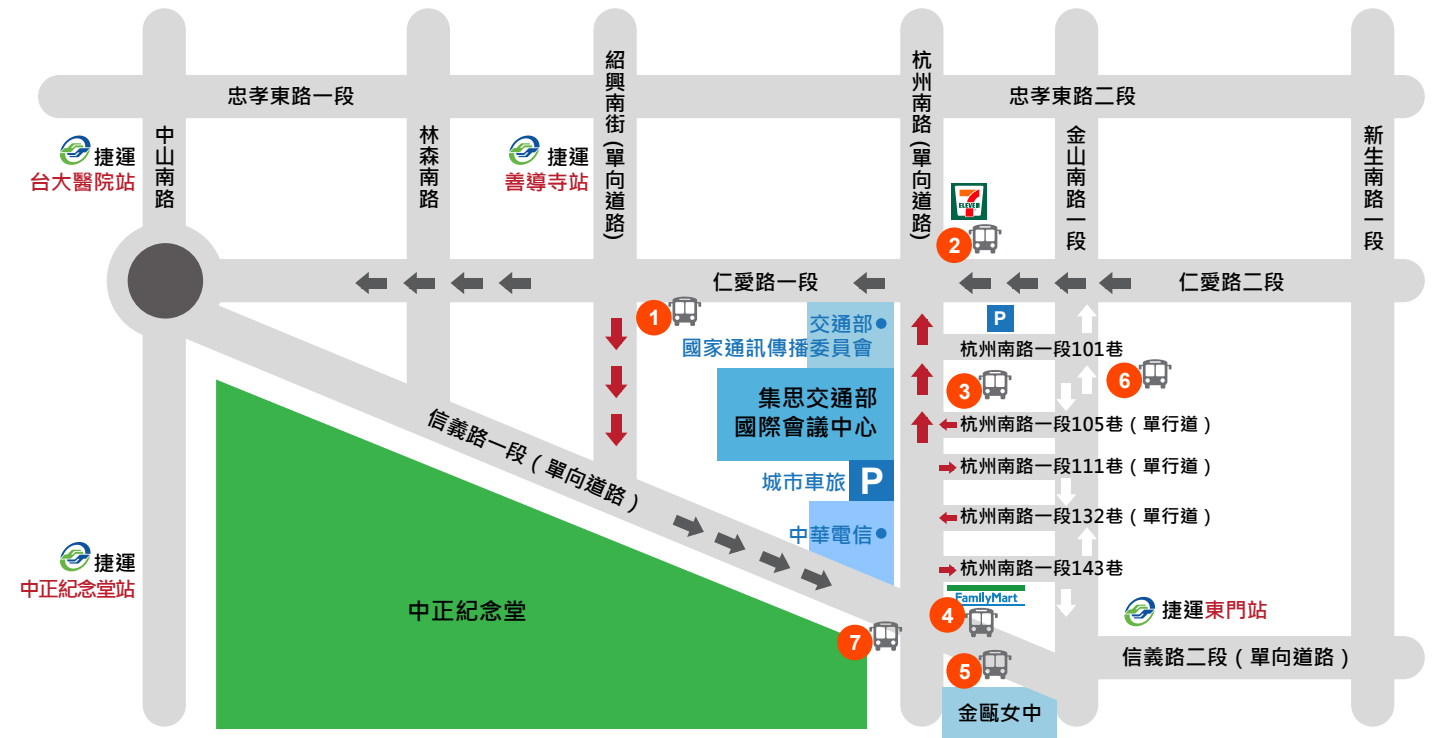 忠孝東路一段
忠孝東路二段
中山南路
林森南路
紹興南街(單向道路)
杭州南路(單向道路)
金山南路一段
新生南路一段
捷運
台大醫院站
捷運
善導寺站
7
ELEVEn
2
仁愛路一段
仁愛路二段
1
交通部
國家通訊傳播委員會
P
杭州南路一段101巷
集思交通部
國際會議中心
3
6
杭州南路一段105巷(單行道)
信義路一段(單向道路)
杭州南路一段111巷(單行道)
城市車旅
P
杭州南路一段132巷(單行道)
中華電信
捷運
中正紀念堂站
杭州南路一段143巷
FamilyMart
中正紀念堂
4
捷運東門站
7
5
信義路二段(單向道路)
金甌女中